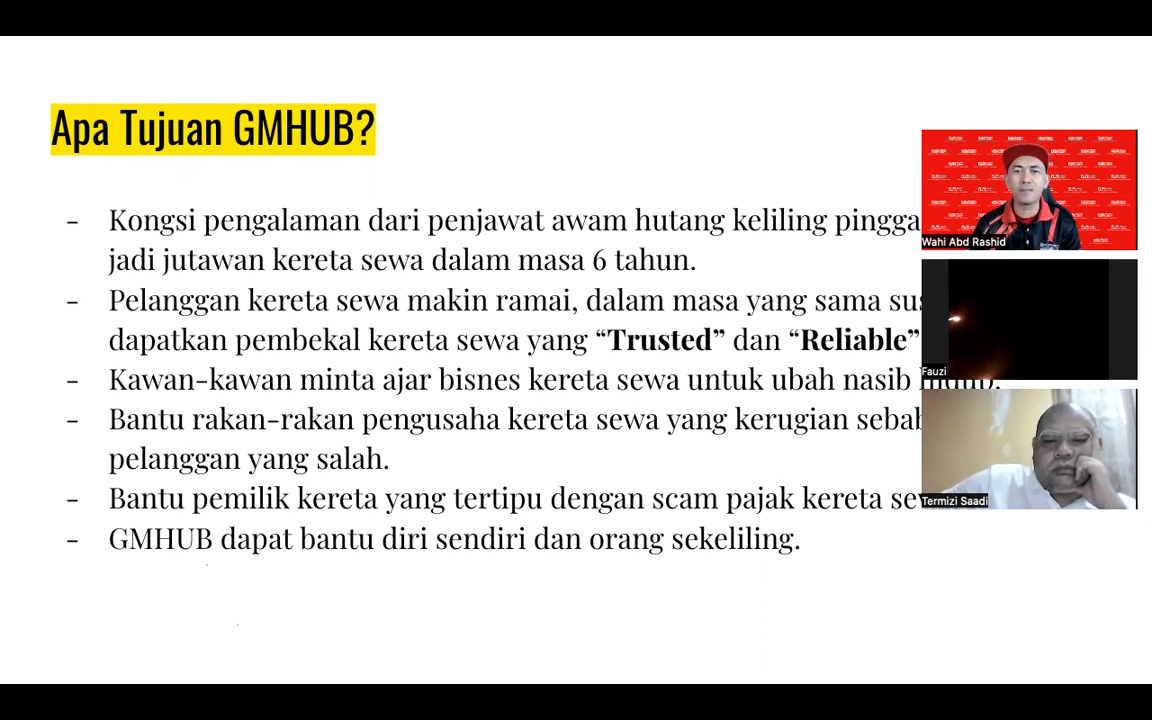 Apa Tujuan GMHUB?
- Kongsi pengalaman dari penjawat awam hutang keliling pingga
jadi jutawan kereta sewa dalam masa 6 tahun.
- Pelanggan kereta sewa makin ramai, dalam masa yang sama
dapatkan pembekal kereta sewa yang “Trusted” dan “Reliable”
- Kawan-kawan minta ajar bisnes kereta sewa untuk ubah nasib
- Bantu rakan-rakan pengusaha kereta sewa yang kerugian
pelanggan yang salah.
- Bantu pemilik kereta yang tertipu dengan scam pajak kereta
- GMHUB dapat bantu diri sendiri dan orang sekeliling.
Wahi Abd Rashid
Fauzi
Termizi Saadi